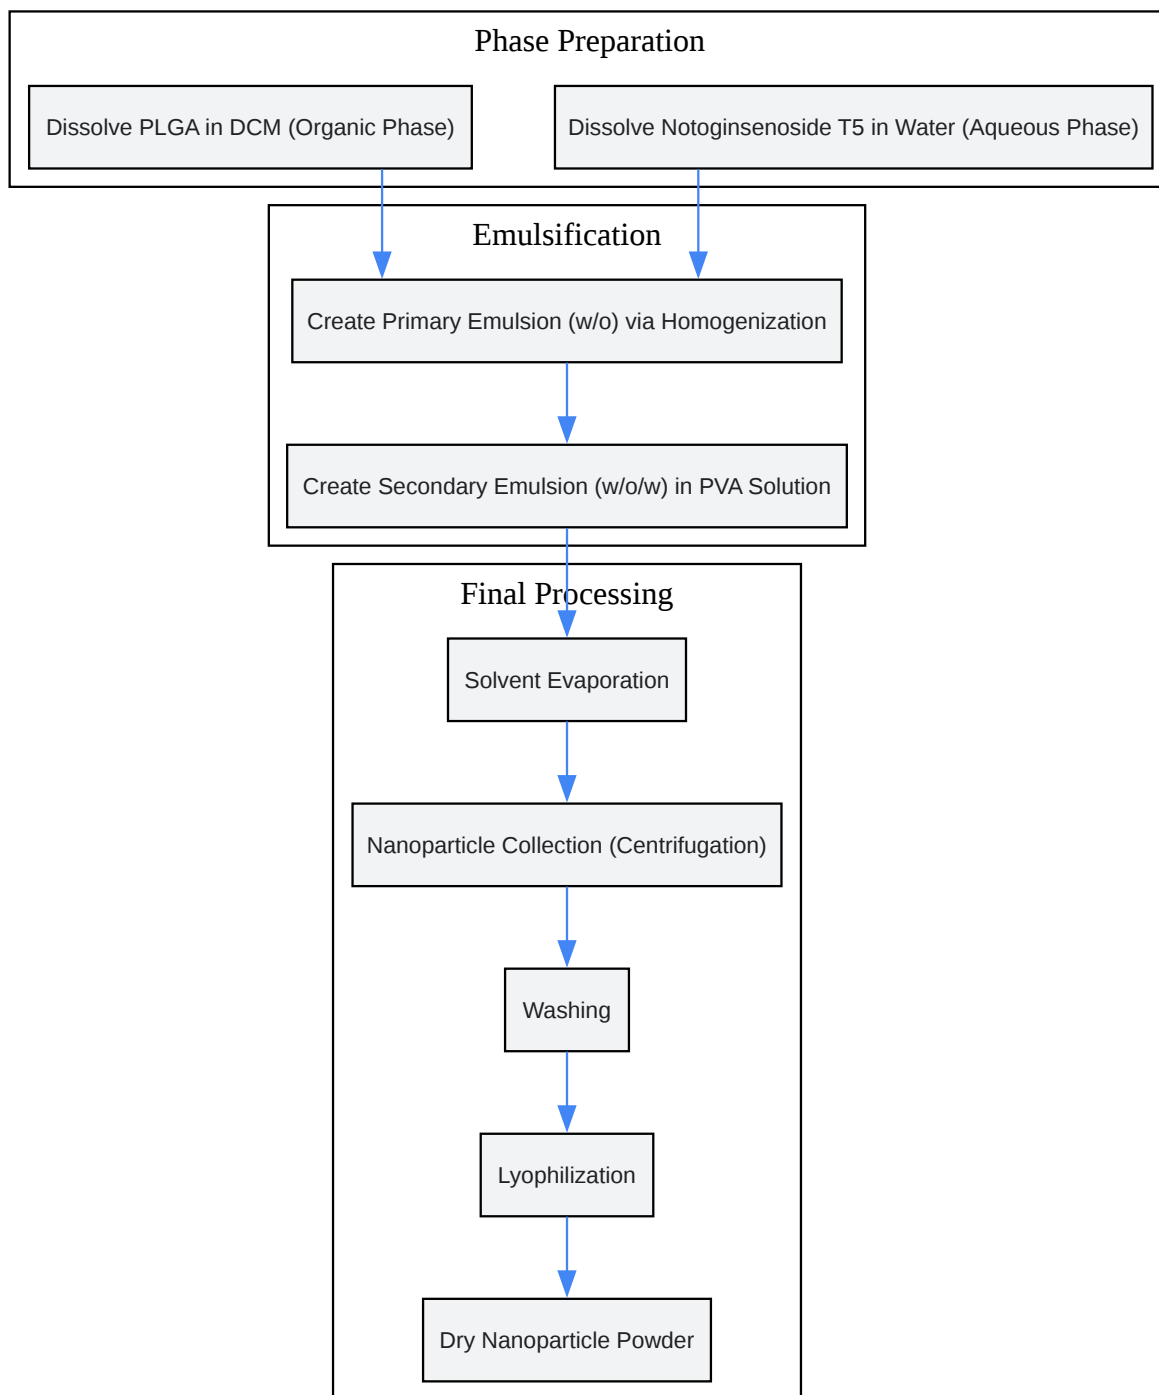 Phase Preparation
Dissolve PLGA in DCM (Organic Phase)
Dissolve Notoginsenoside T5 in Water (Aqueous Phase)
Emulsification
Create Primary Emulsion (w/o) via Homogenization
Create Secondary Emulsion (w/o/w) in PVA Solution
Final Processing
Solvent Evaporation
Nanoparticle Collection (Centrifugation)
Washing
Lyophilization
Dry Nanoparticle Powder